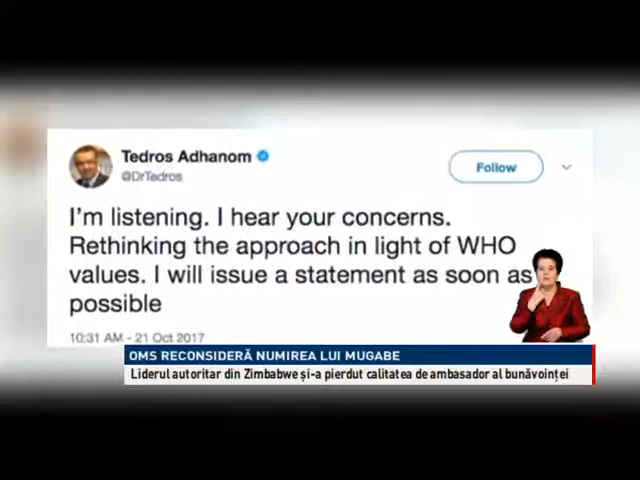 Tedros Adhanom
@DrTedros
Follow
I'm listening. I hear your concerns.
Rethinking the approach in light of WHO
values. I will issue a statement as soon as
possible
10:31 AM - 21 Oct 2017
OMS RECONSIDERĂ NUMIREA LUI MUGABE
Liderul autoritar din Zimbabwe și-a pierdut calitatea de ambasador al bunăvoinței